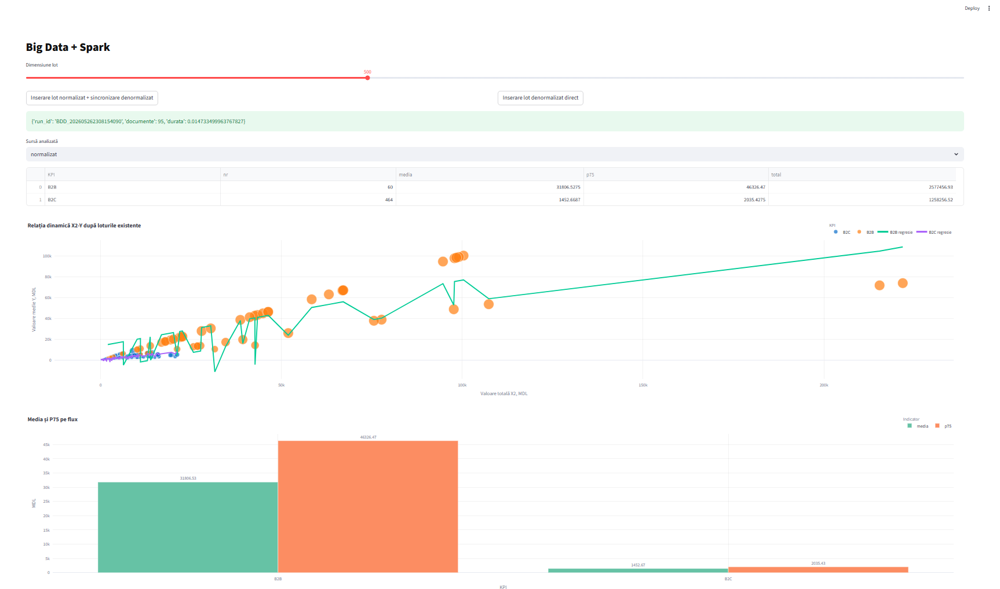 Deploy
Big Data + Spark
Dimensiune lot
500
Inserare lot normalizat + sincronizare denormalizat
Inserare lot denormalizat direct
{'run_id': 'BDD_202605262308154090', 'documente': 95, 'durata': 0.014733499963767827}
Sursă analizată
normalizat
KPI nr media p75 total
0 B2B 60 31806.5275 46326.47 2577456.93
1 B2C 464 1452.6687 2035.4275 1258256.52
Relația dinamică X2-Y după loturile existente
KPI
B2C B2B B2B regresie B2C regresie
Valoare medie Y, MDL
100k
80k
60k
40k
20k
0
0 50k 100k 150k 200k
Valoare totală X2, MDL
Media și P75 pe flux
Indicator
media p75
MDL
45k
40k
35k
30k
25k
20k
15k
10k
5k
0
31806.53
46326.47
1452.67
2035.43
B2B B2C
KPI